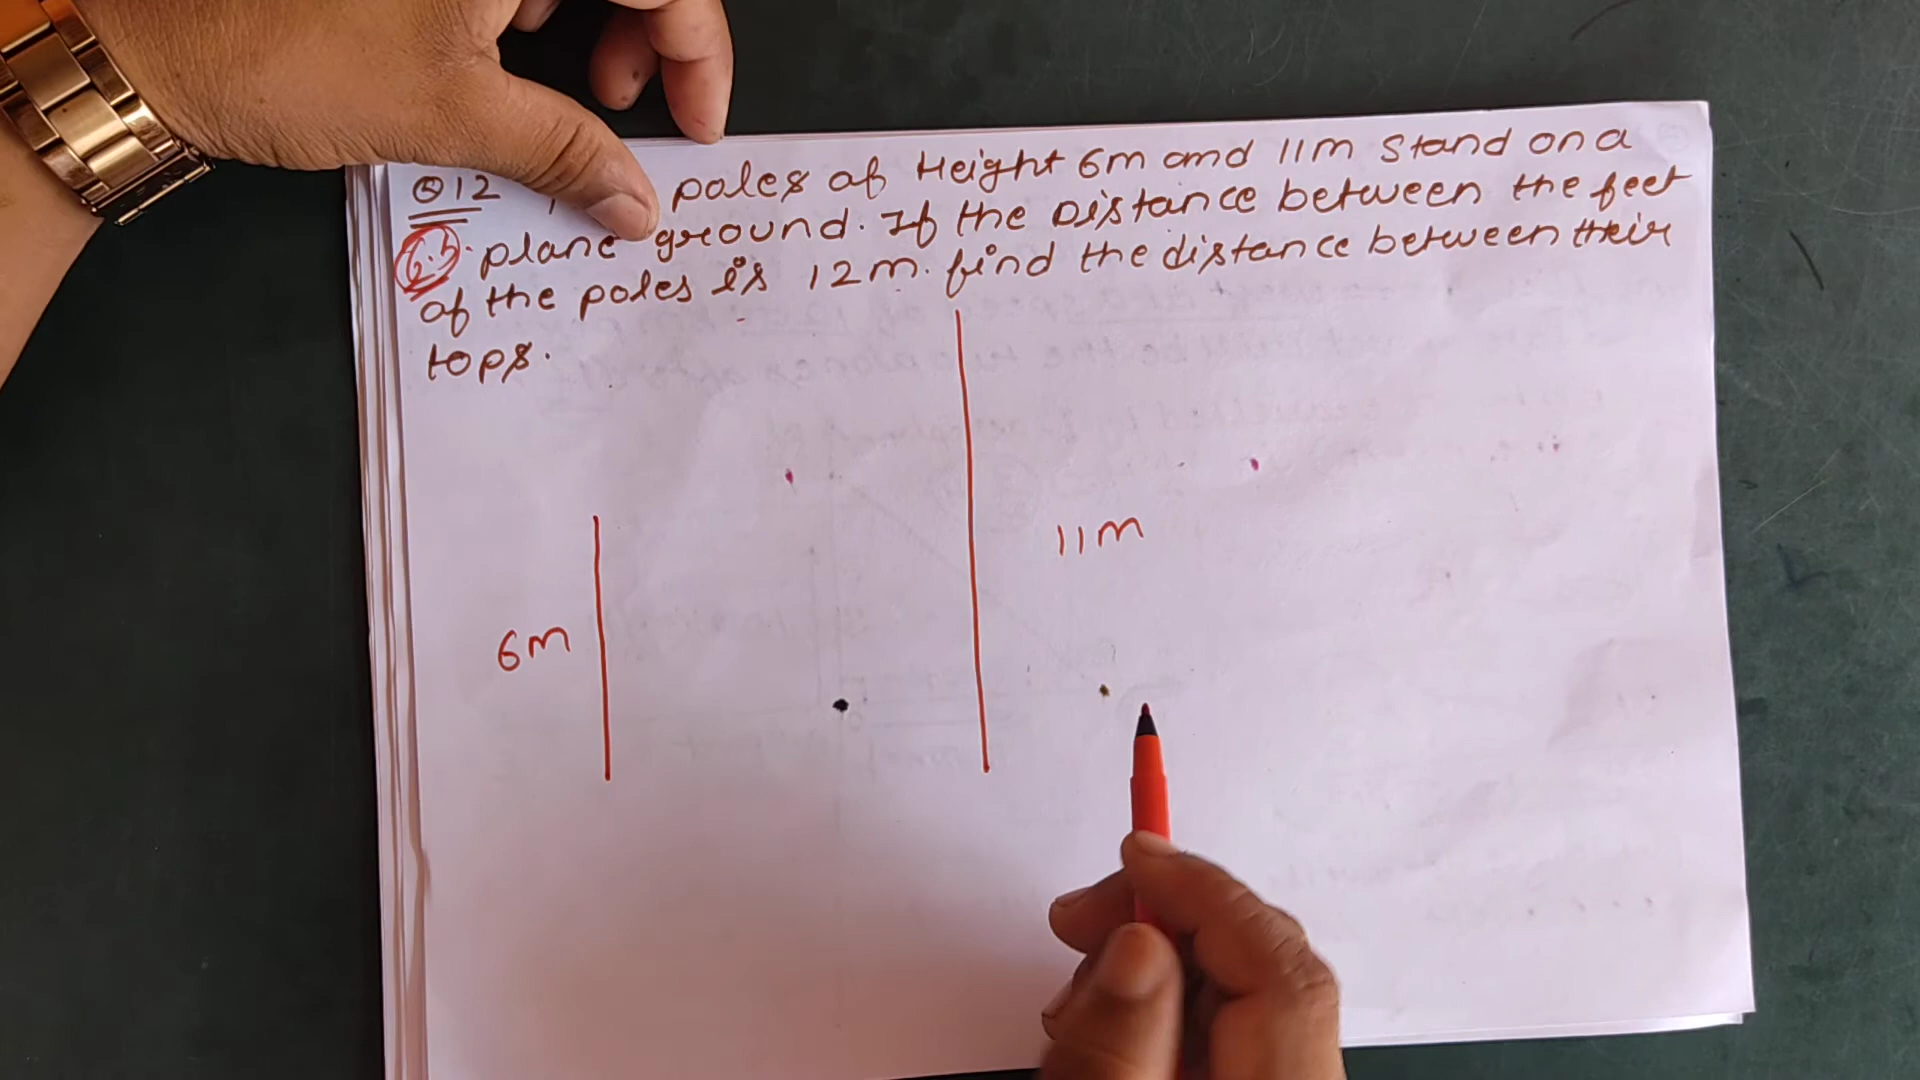 Q12 poles of Height 6m and 11m stand on a
6.5. plane ground. If the Distance between the feet
of the poles is 12m. find the distance between their
tops.
11m
6m